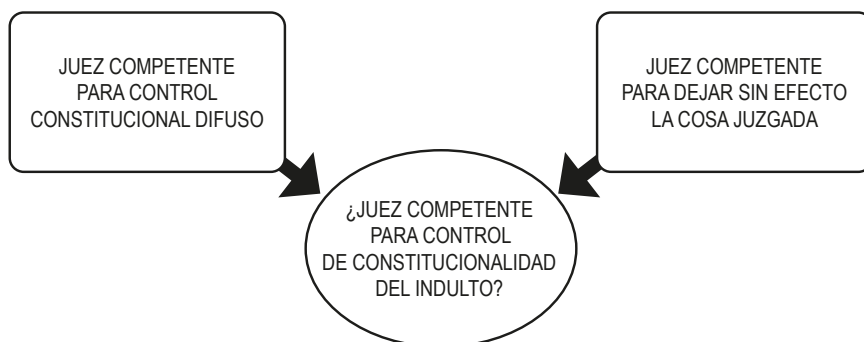 JUEZ COMPETENTE
PARA CONTROL
CONSTITUCIONAL DIFUSO
JUEZ COMPETENTE
PARA DEJAR SIN EFECTO
LA COSA JUZGADA
¿JUEZ COMPETENTE
PARA CONTROL
DE CONSTITUCIONALIDAD
DEL INDULTO?